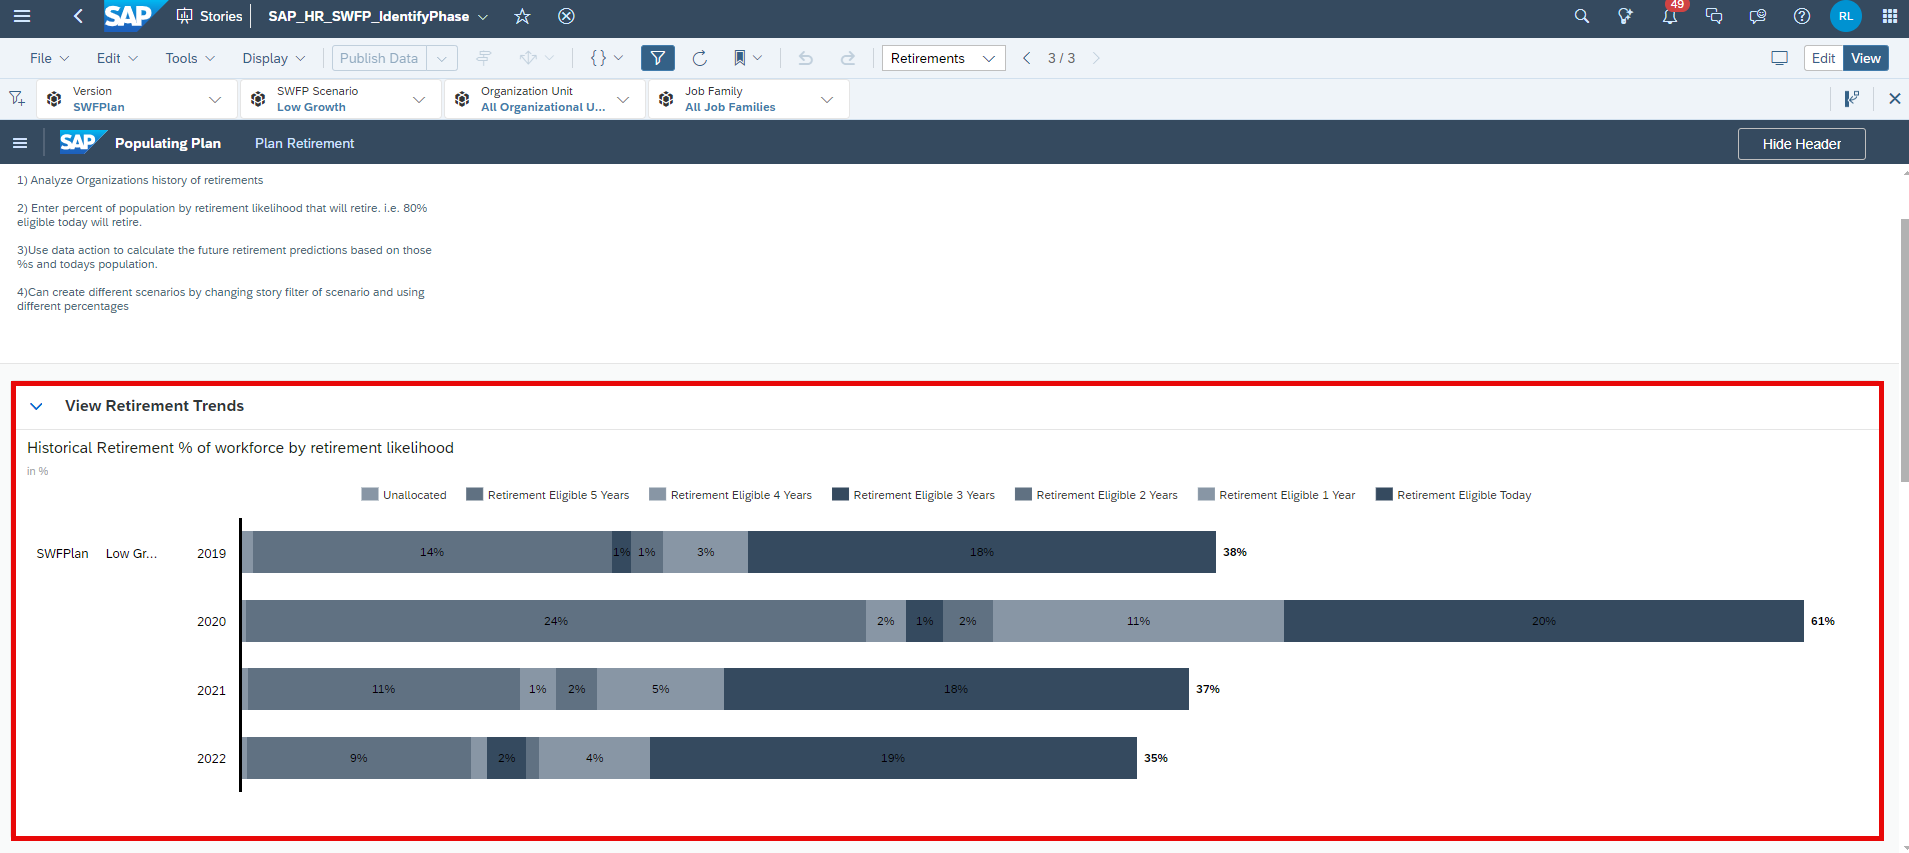 SAP Stories SAP_HR_SWFP_IdentifyPhase 49 RL
File Edit Tools Display Publish Data { } Retirements 3 / 3 Edit View
Version
SWFPlan
SWFP Scenario
Low Growth
Organization Unit
All Organizational U...
Job Family
All Job Families
SAP Populating Plan Plan Retirement Hide Header
1) Analyze Organizations history of retirements
2) Enter percent of population by retirement likelihood that will retire. i.e. 80%
eligible today will retire.
3)Use data action to calculate the future retirement predictions based on those
%s and todays population.
4)Can create different scenarios by changing story filter of scenario and using
different percentages
View Retirement Trends
Historical Retirement % of workforce by retirement likelihood
in %
Unallocated Retirement Eligible 5 Years Retirement Eligible 4 Years Retirement Eligible 3 Years Retirement Eligible 2 Years Retirement Eligible 1 Year Retirement Eligible Today
SWFPlan Low Gr... 2019 14% 1% 1% 3% 18% 38%
2020 24% 2% 1% 2% 11% 20% 61%
2021 11% 1% 2% 5% 18% 37%
2022 9% 2% 4% 19% 35%